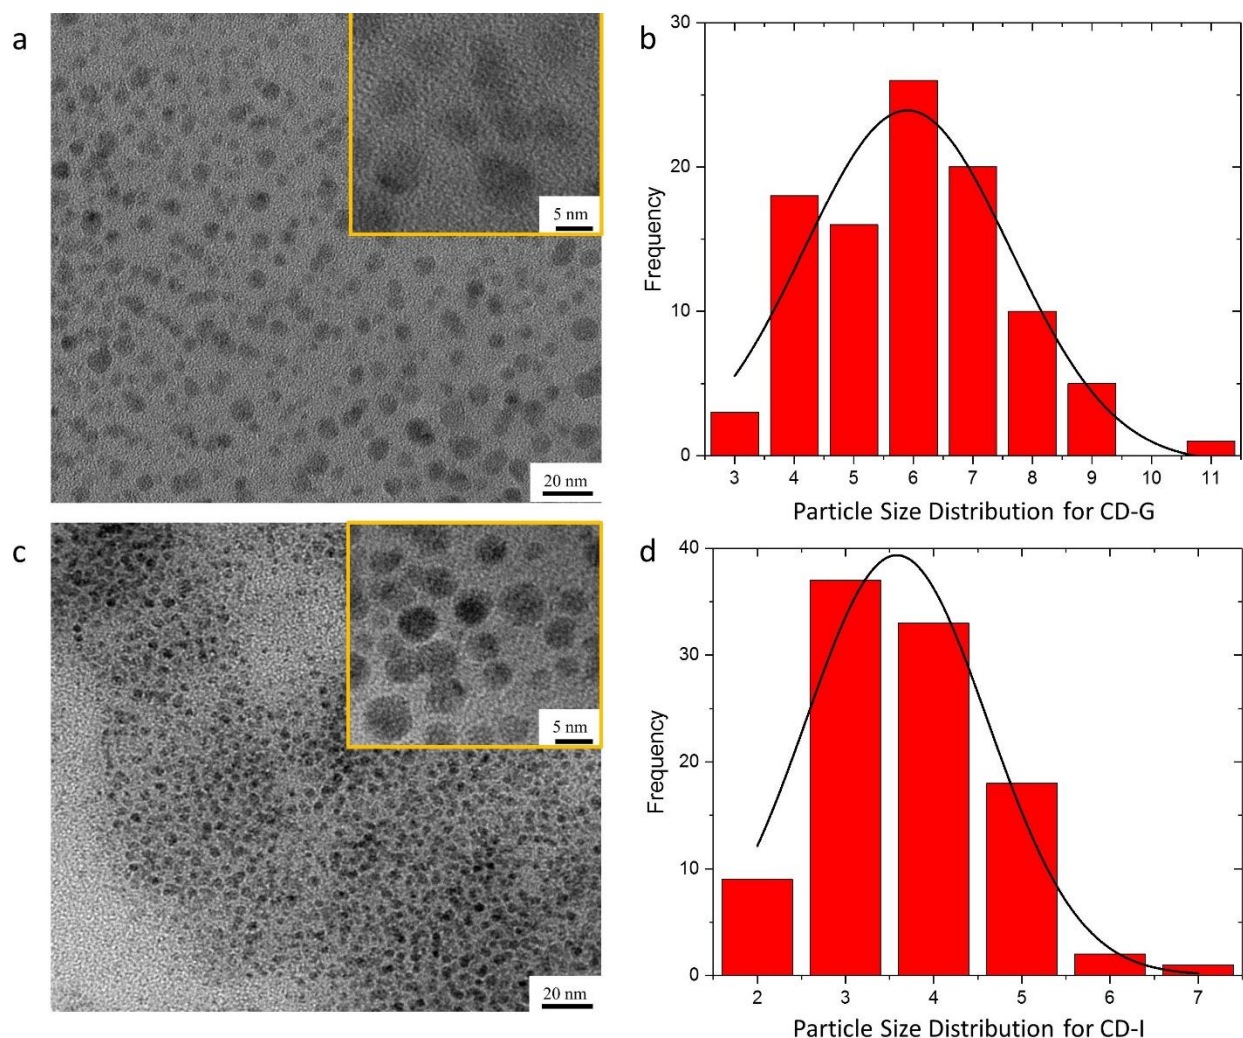 a
5 nm
20 nm
b
30
20
10
0
Frequency
3 4 5 6 7 8 9 10 11
Particle Size Distribution for CD-G
c
5 nm
20 nm
d
40
30
20
10
0
Frequency
2 3 4 5 6 7
Particle Size Distribution for CD-I